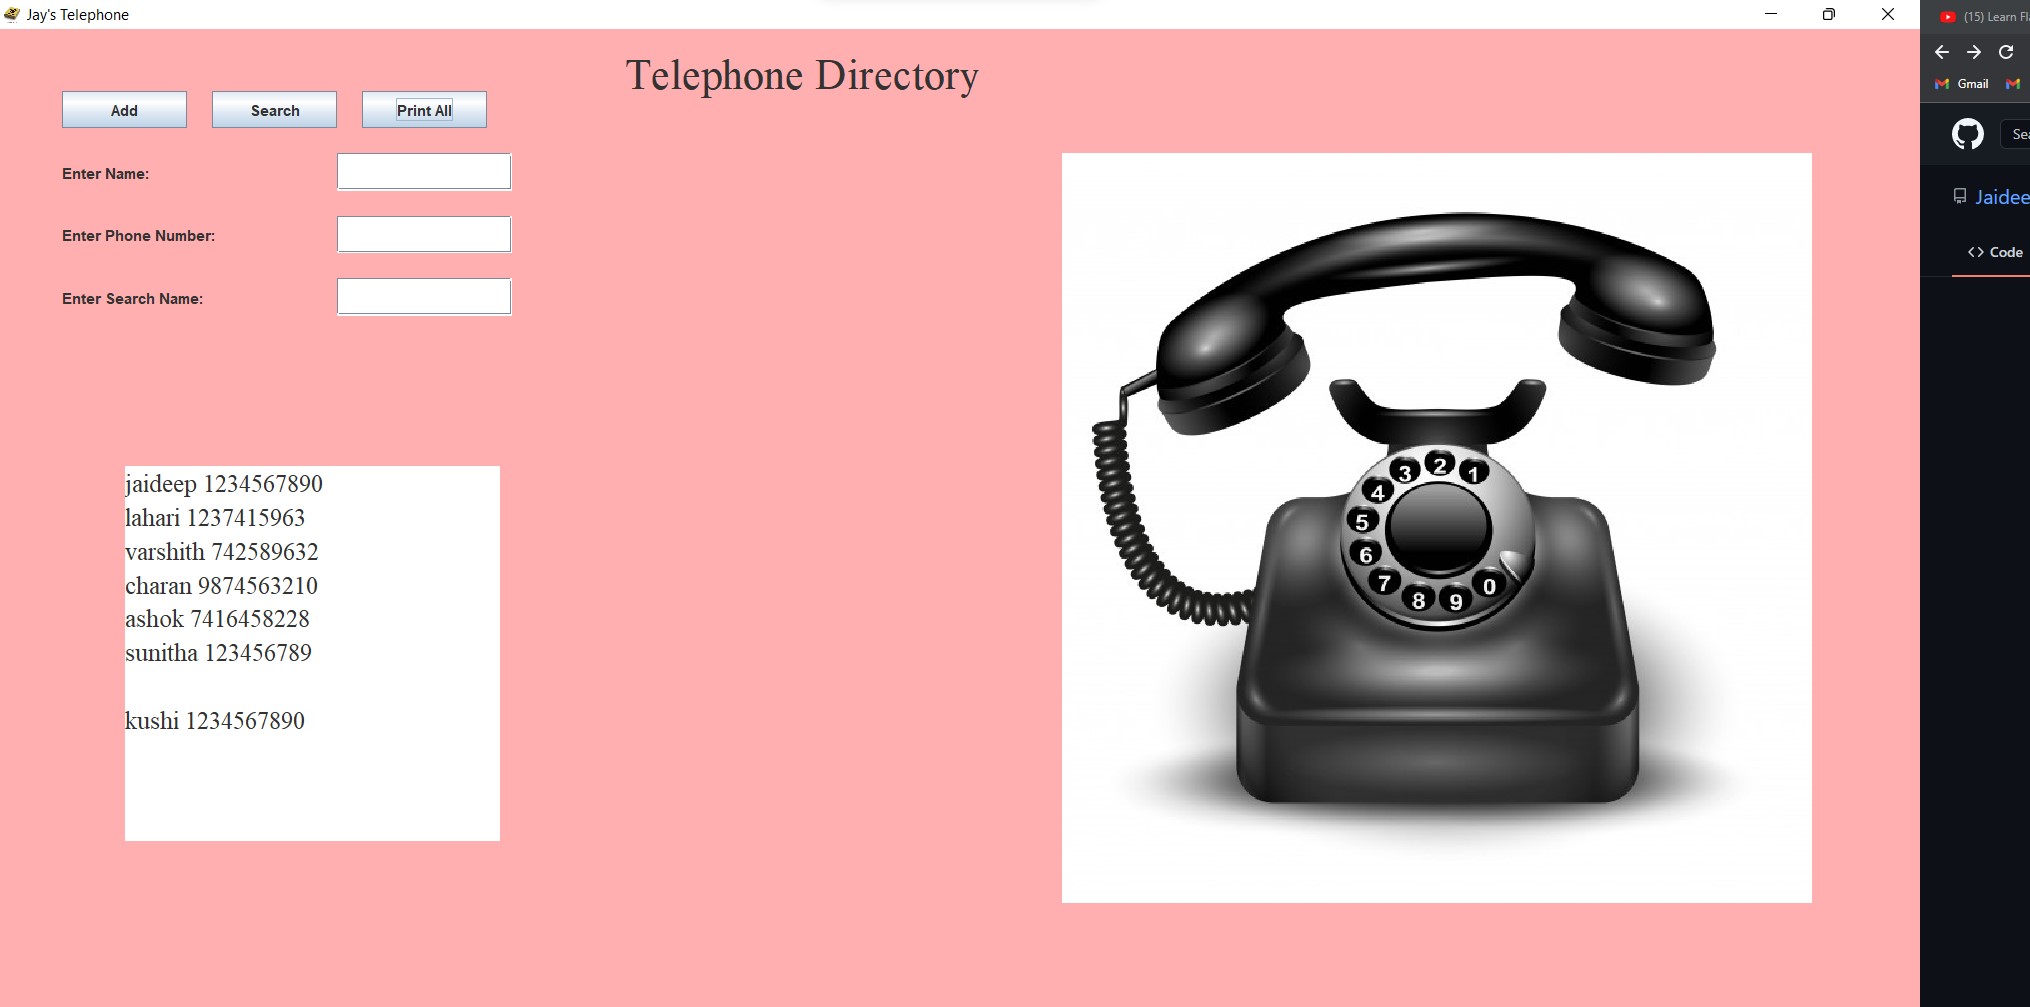 Jay's Telephone
Telephone Directory
Add
Search
Print All
Enter Name:
Enter Phone Number:
Enter Search Name:
jaideep 1234567890
lahari 1237415963
varshith 742589632
charan 9874563210
ashok 7416458228
sunitha 123456789
kushi 1234567890
3 2 1
4
5
6
7
8 9 0
(15) Learn Fl
Gmail
Sea
Jaidee
<> Code